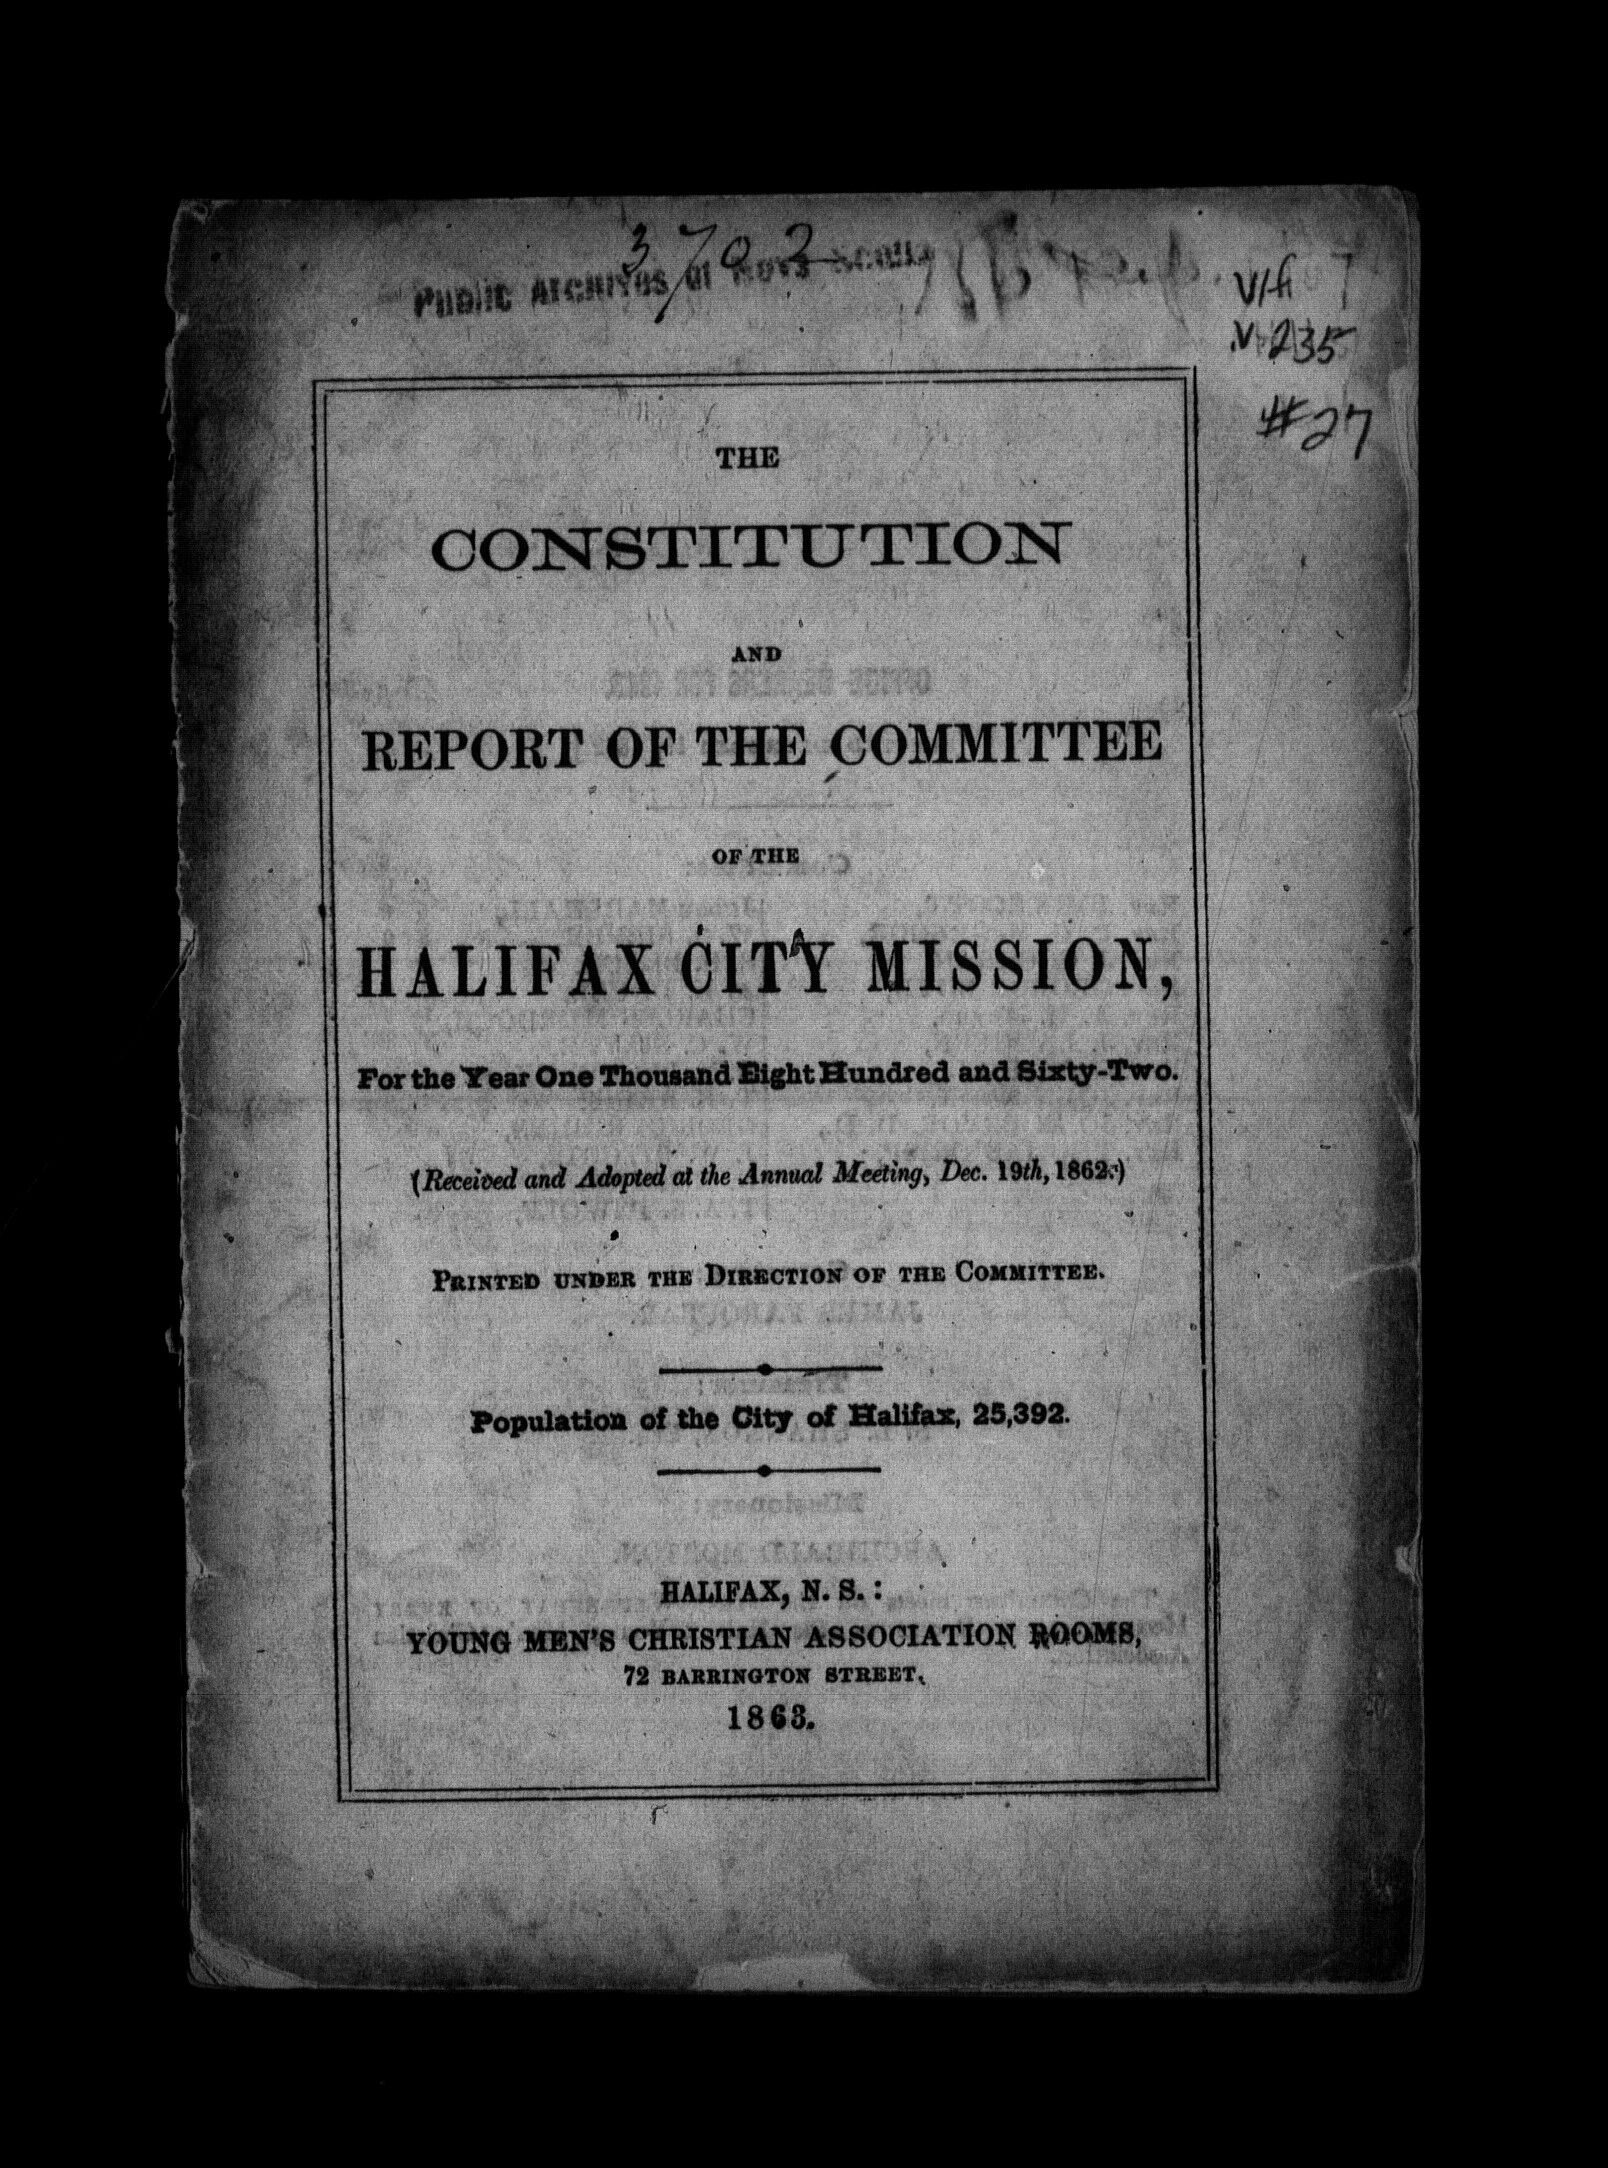 3702
PUBLIC ARCHIVES OF NOVA SCOTIA
V/f
V 235
#27
THE
CONSTITUTION
AND
REPORT OF THE COMMITTEE
OF THE
HALIFAX CITY MISSION,
For the Year One Thousand Eight Hundred and Sixty-Two.
(Received and Adopted at the Annual Meeting, Dec. 19th, 1862.)
PRINTED UNDER THE DIRECTION OF THE COMMITTEE.
Population of the City of Halifax, 25,392.
HALIFAX, N. S.:
YOUNG MEN'S CHRISTIAN ASSOCIATION ROOMS,
72 BARRINGTON STREET,
1863.